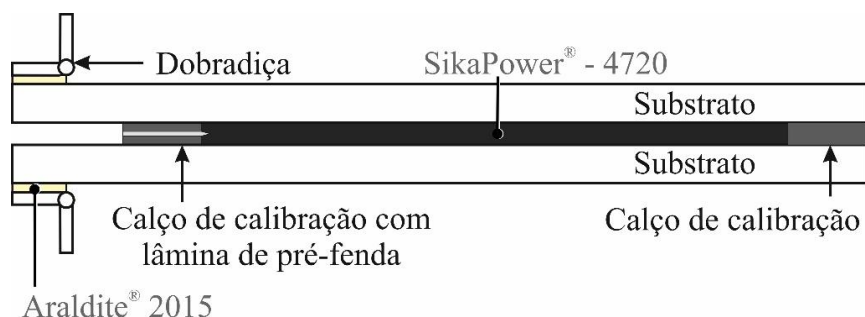 Dobradiça
SikaPower® - 4720
Substrato
Substrato
Calço de calibração com
lâmina de pré-fenda
Calço de calibração
Araldite® 2015